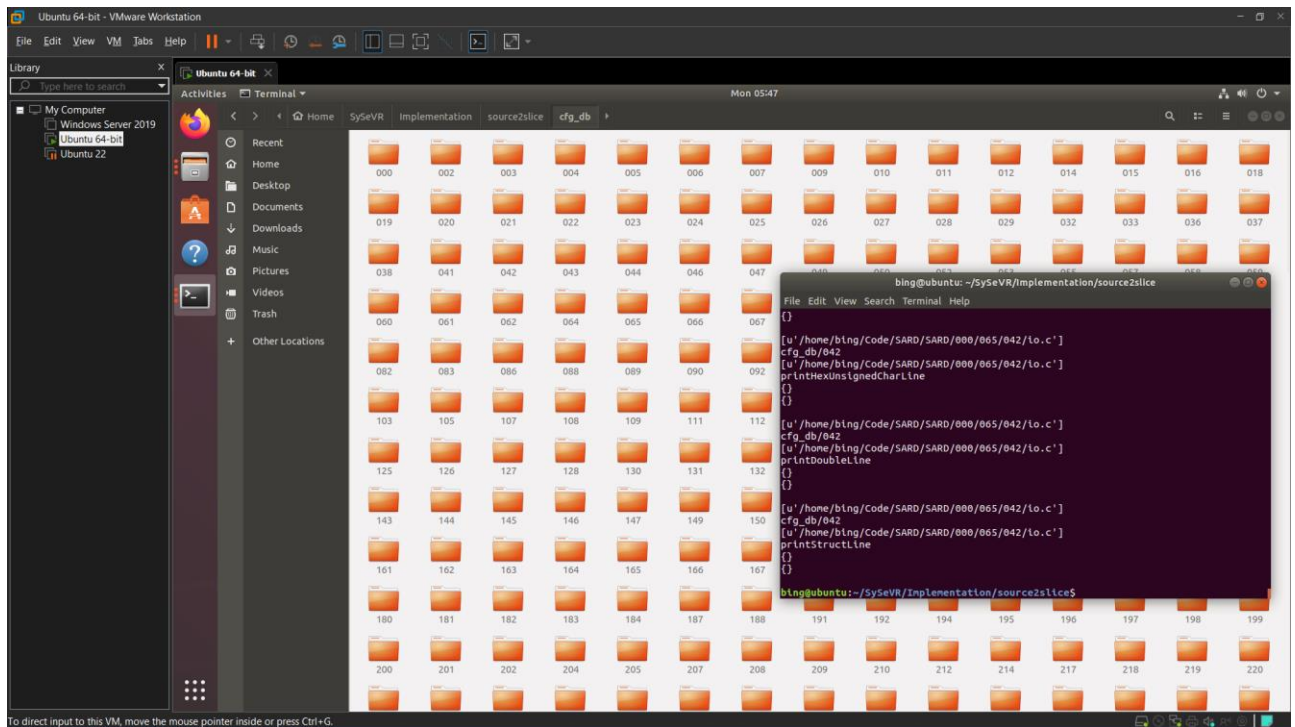 Ubuntu 64-bit - VMware Workstation
File Edit View VM Tabs Help
Library
Type here to search
My Computer
Windows Server 2019
Ubuntu 64-bit
Ubuntu 22
Ubuntu 64-bit
Activities Terminal Mon 05:47
Home SySeVR Implementation source2slice cfg_db
Recent
Home
Desktop
Documents
Downloads
Music
Pictures
Videos
Trash
Other Locations
000 002 003 004 005 006 007 009 010 011 012 014 015 016 018
019 020 021 022 023 024 025 026 027 028 029 032 033 036 037
038 041 042 043 044 046 047
060 061 062 064 065 066 067
082 083 086 088 089 090 092
103 105 107 108 109 111 112
125 126 127 128 130 131 132
143 144 145 146 147 149 150
161 162 163 164 165 166 167
180 181 182 183 184 187 188 191 192 194 195 196 197 198 199
200 201 202 204 205 207 208 209 210 212 214 217 218 219 220
bing@ubuntu: ~/SySeVR/Implementation/source2slice
File Edit View Search Terminal Help
{}
[u'/home/bing/Code/SARD/SARD/000/065/042/io.c']
cfg_db/042
[u'/home/bing/Code/SARD/SARD/000/065/042/io.c']
printHexUnsignedCharLine
{}
{}
[u'/home/bing/Code/SARD/SARD/000/065/042/io.c']
cfg_db/042
[u'/home/bing/Code/SARD/SARD/000/065/042/io.c']
printDoubleLine
{}
{}
[u'/home/bing/Code/SARD/SARD/000/065/042/io.c']
cfg_db/042
[u'/home/bing/Code/SARD/SARD/000/065/042/io.c']
printStructLine
{}
{}
bing@ubuntu:~/SySeVR/Implementation/source2slice$
To direct input to this VM, move the mouse pointer inside or press Ctrl+G.